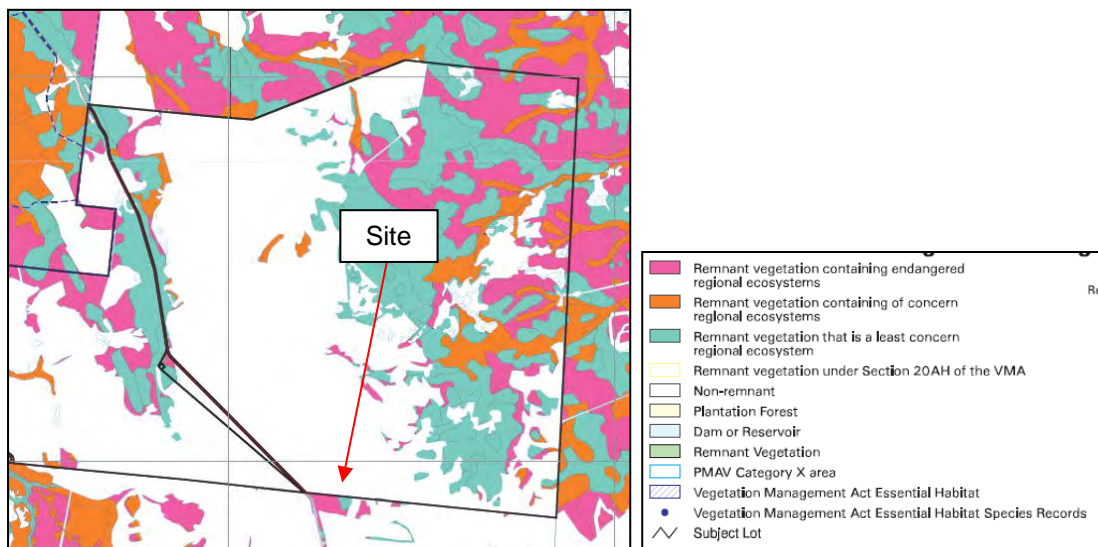 Site
Remnant vegetation containing endangered
regional ecosystems
Re
Remnant vegetation containing of concern
regional ecosystems
Remnant vegetation that is a least concern
regional ecosystem
Remnant vegetation under Section 20AH of the VMA
Non-remnant
Plantation Forest
Dam or Reservoir
Remnant Vegetation
PMAV Category X area
Vegetation Management Act Essential Habitat
Vegetation Management Act Essential Habitat Species Records
Subject Lot